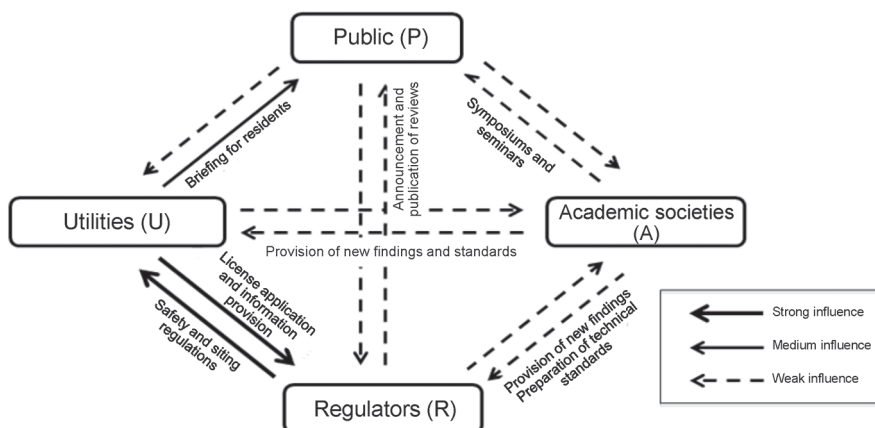 Public (P)
Briefing for residents
Announcement and
publication of reviews
Symposiums and
seminars
Utilities (U)
Academic societies
(A)
Provision of new findings and standards
License application
and information
provision
Safety and siting
regulations
Provision of new findings
Preparation of technical
standards
Regulators (R)
Strong influence
Medium influence
Weak influence